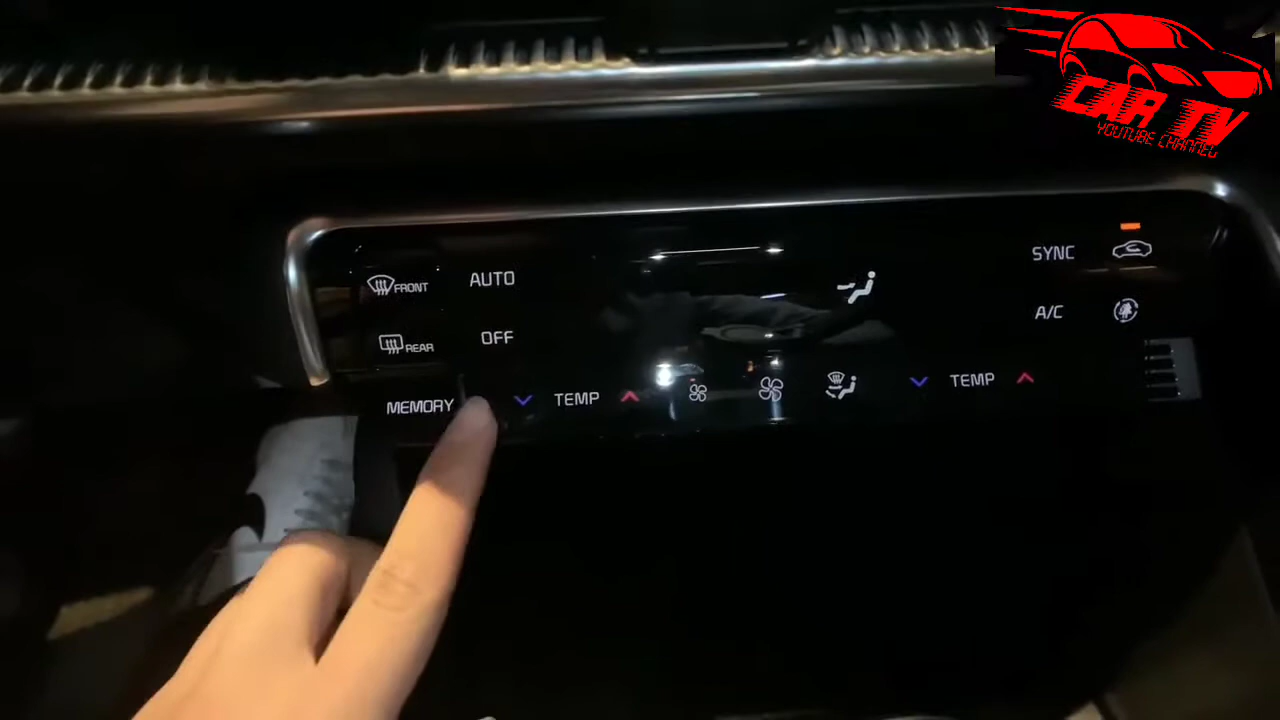 CAR TV
YOUTUBE CHANNEL
FRONT
AUTO
SYNC
REAR
OFF
A/C
MEMORY
TEMP
TEMP